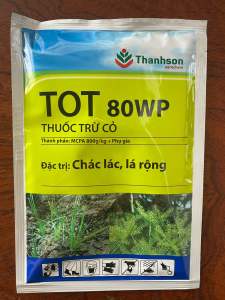 Thanhson
TOT 80WP
THUỐC TRỪ CỎ
Thành phần: MCPA 800g/kg + Phụ gia
Đặc trị: Chác lác, lá rộng